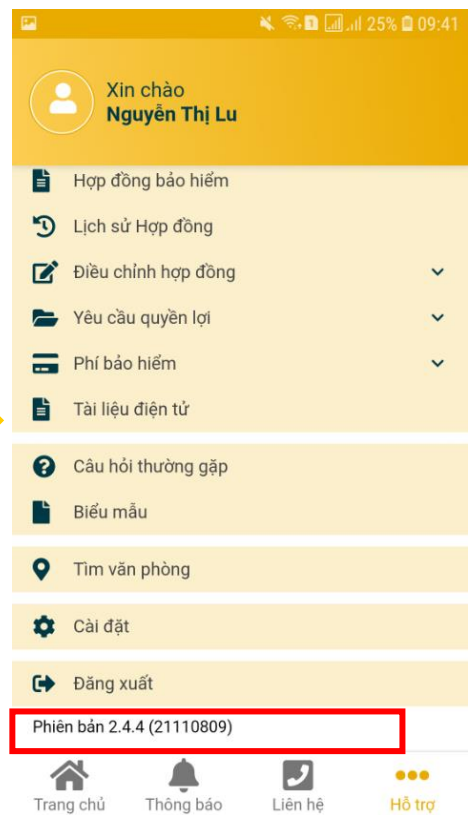 25% 09:41
Xin chào
Nguyễn Thị Lu
Hợp đồng bảo hiểm
Lịch sử Hợp đồng
Điều chỉnh hợp đồng
Yêu cầu quyền lợi
Phí bảo hiểm
Tài liệu điện tử
Câu hỏi thường gặp
Biểu mẫu
Tìm văn phòng
Cài đặt
Đăng xuất
Phiên bản 2.4.4 (21110809)
Trang chủ Thông báo Liên hệ Hỗ trợ